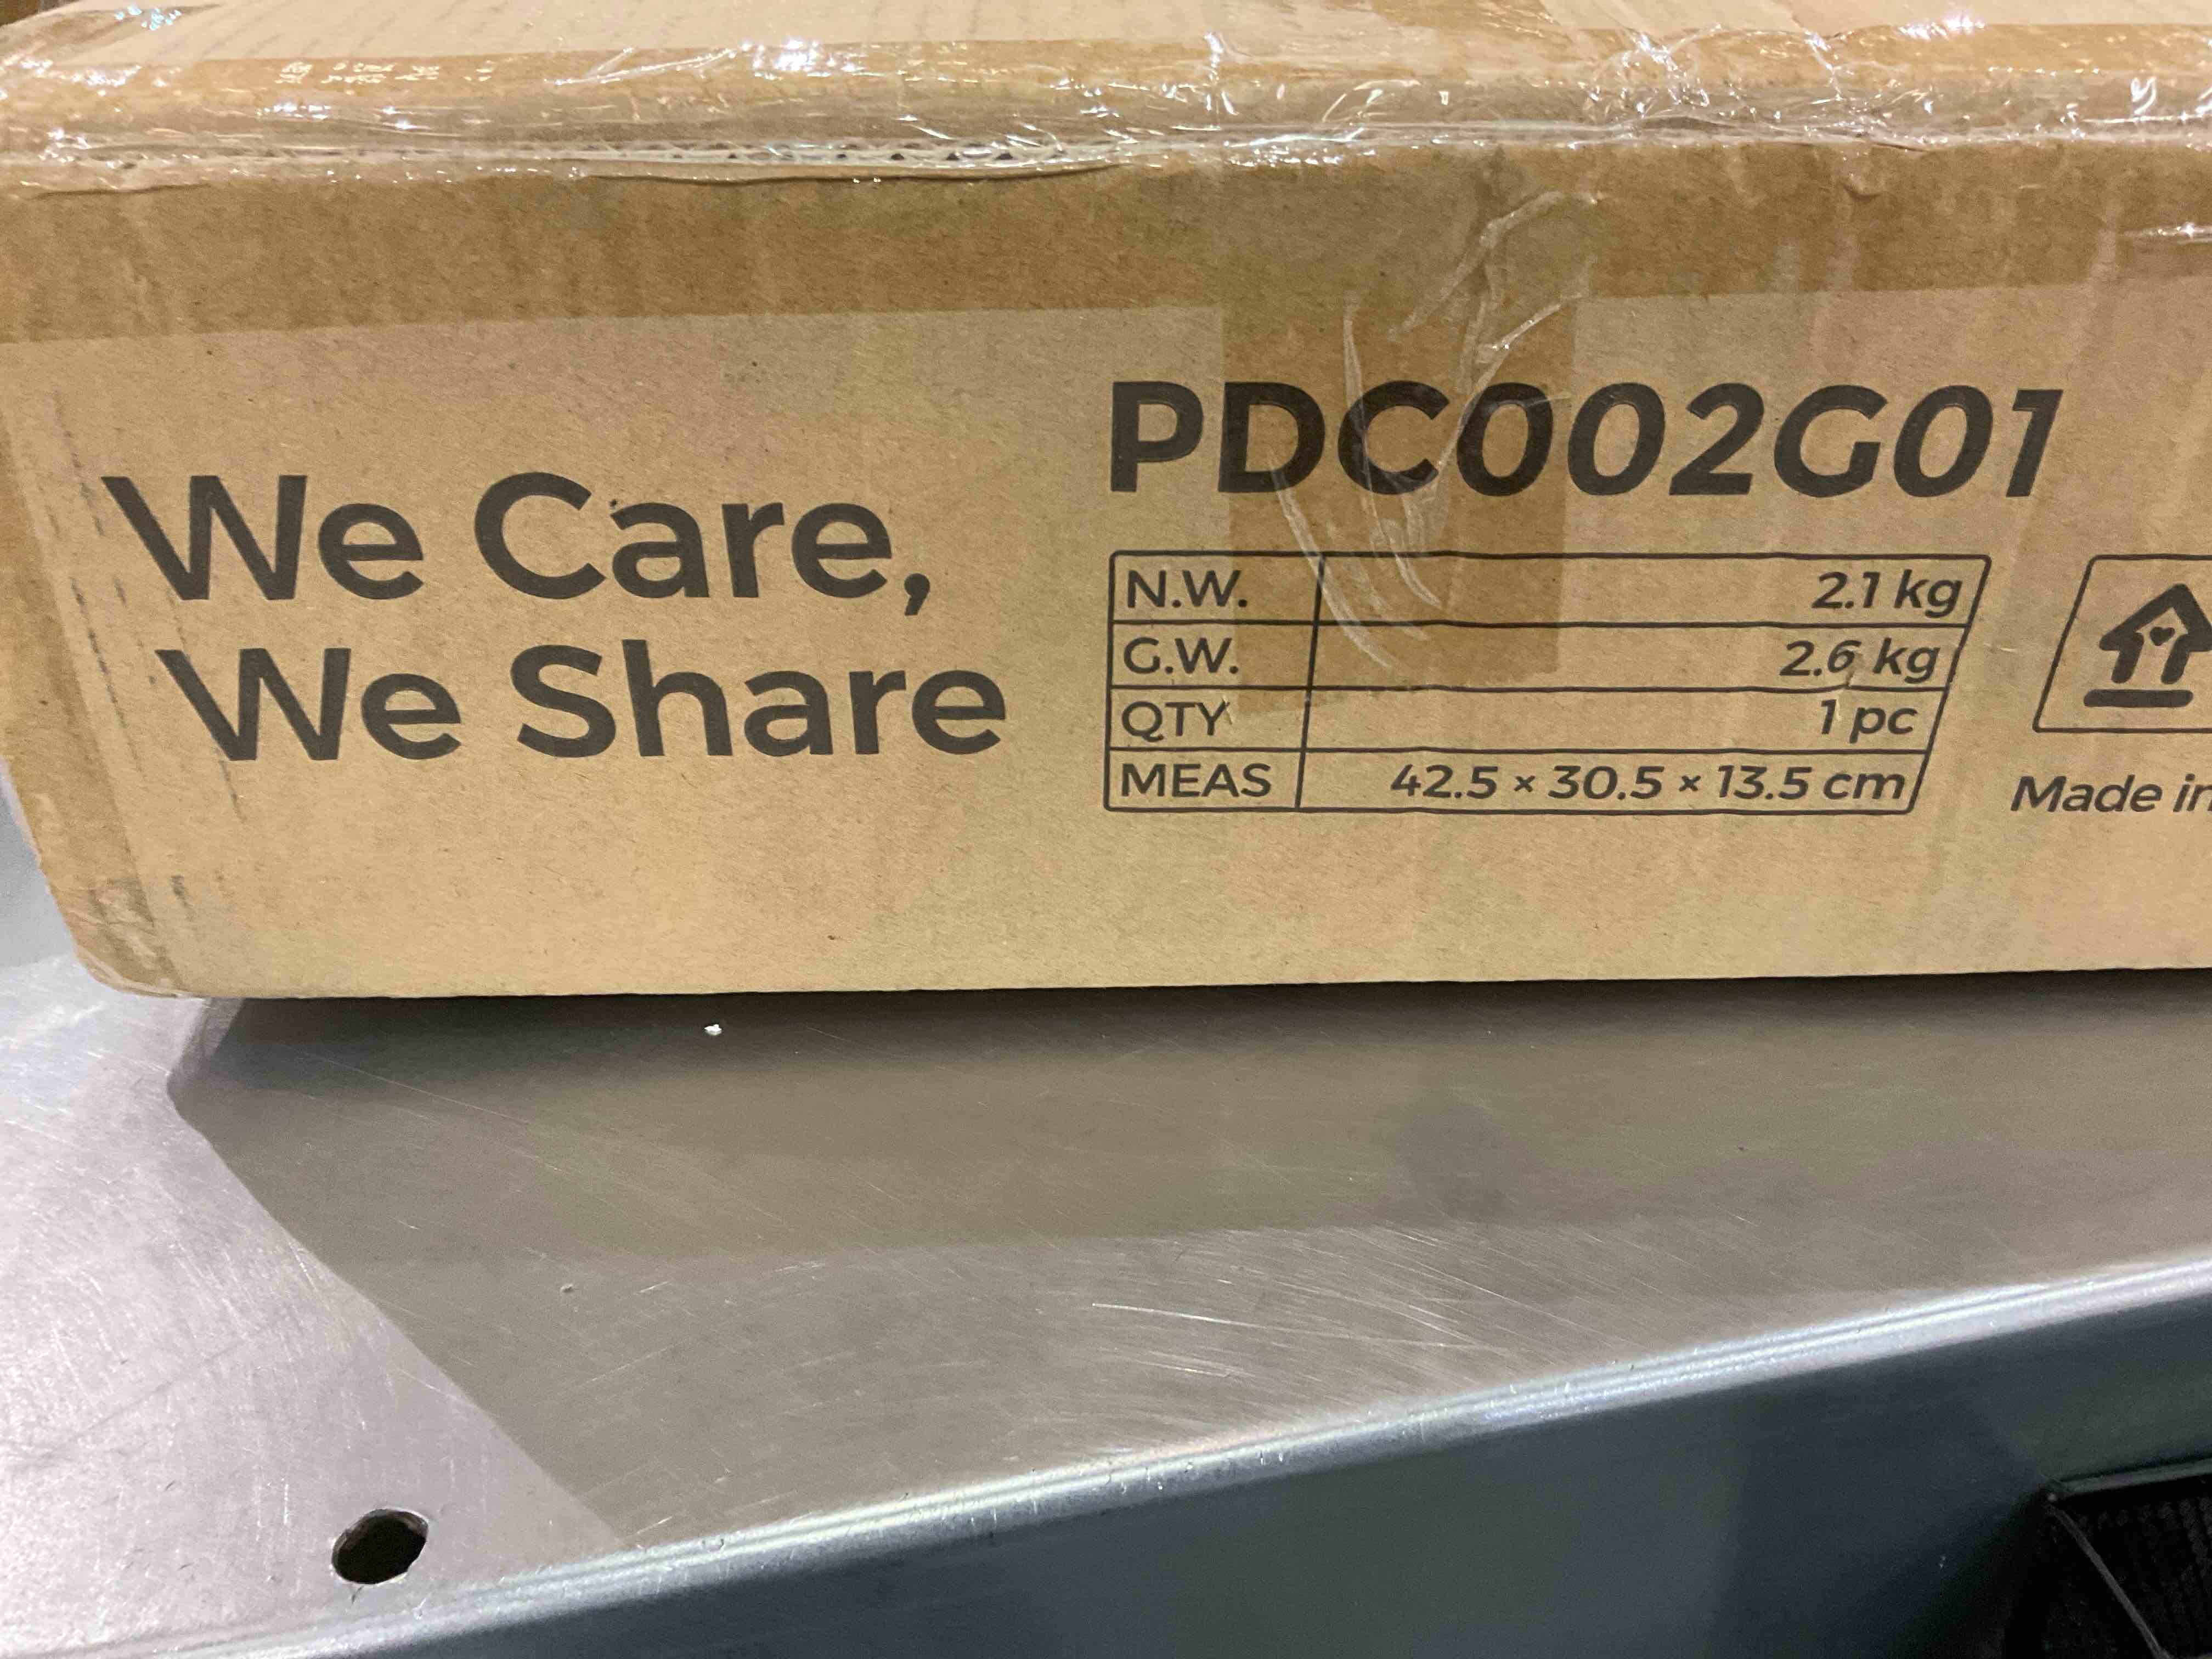 We Care,
We Share
PDC002G01
N.W. 2.1 kg
G.W. 2.6 kg
QTY 1 pc
MEAS 42.5 × 30.5 × 13.5 cm
Made in